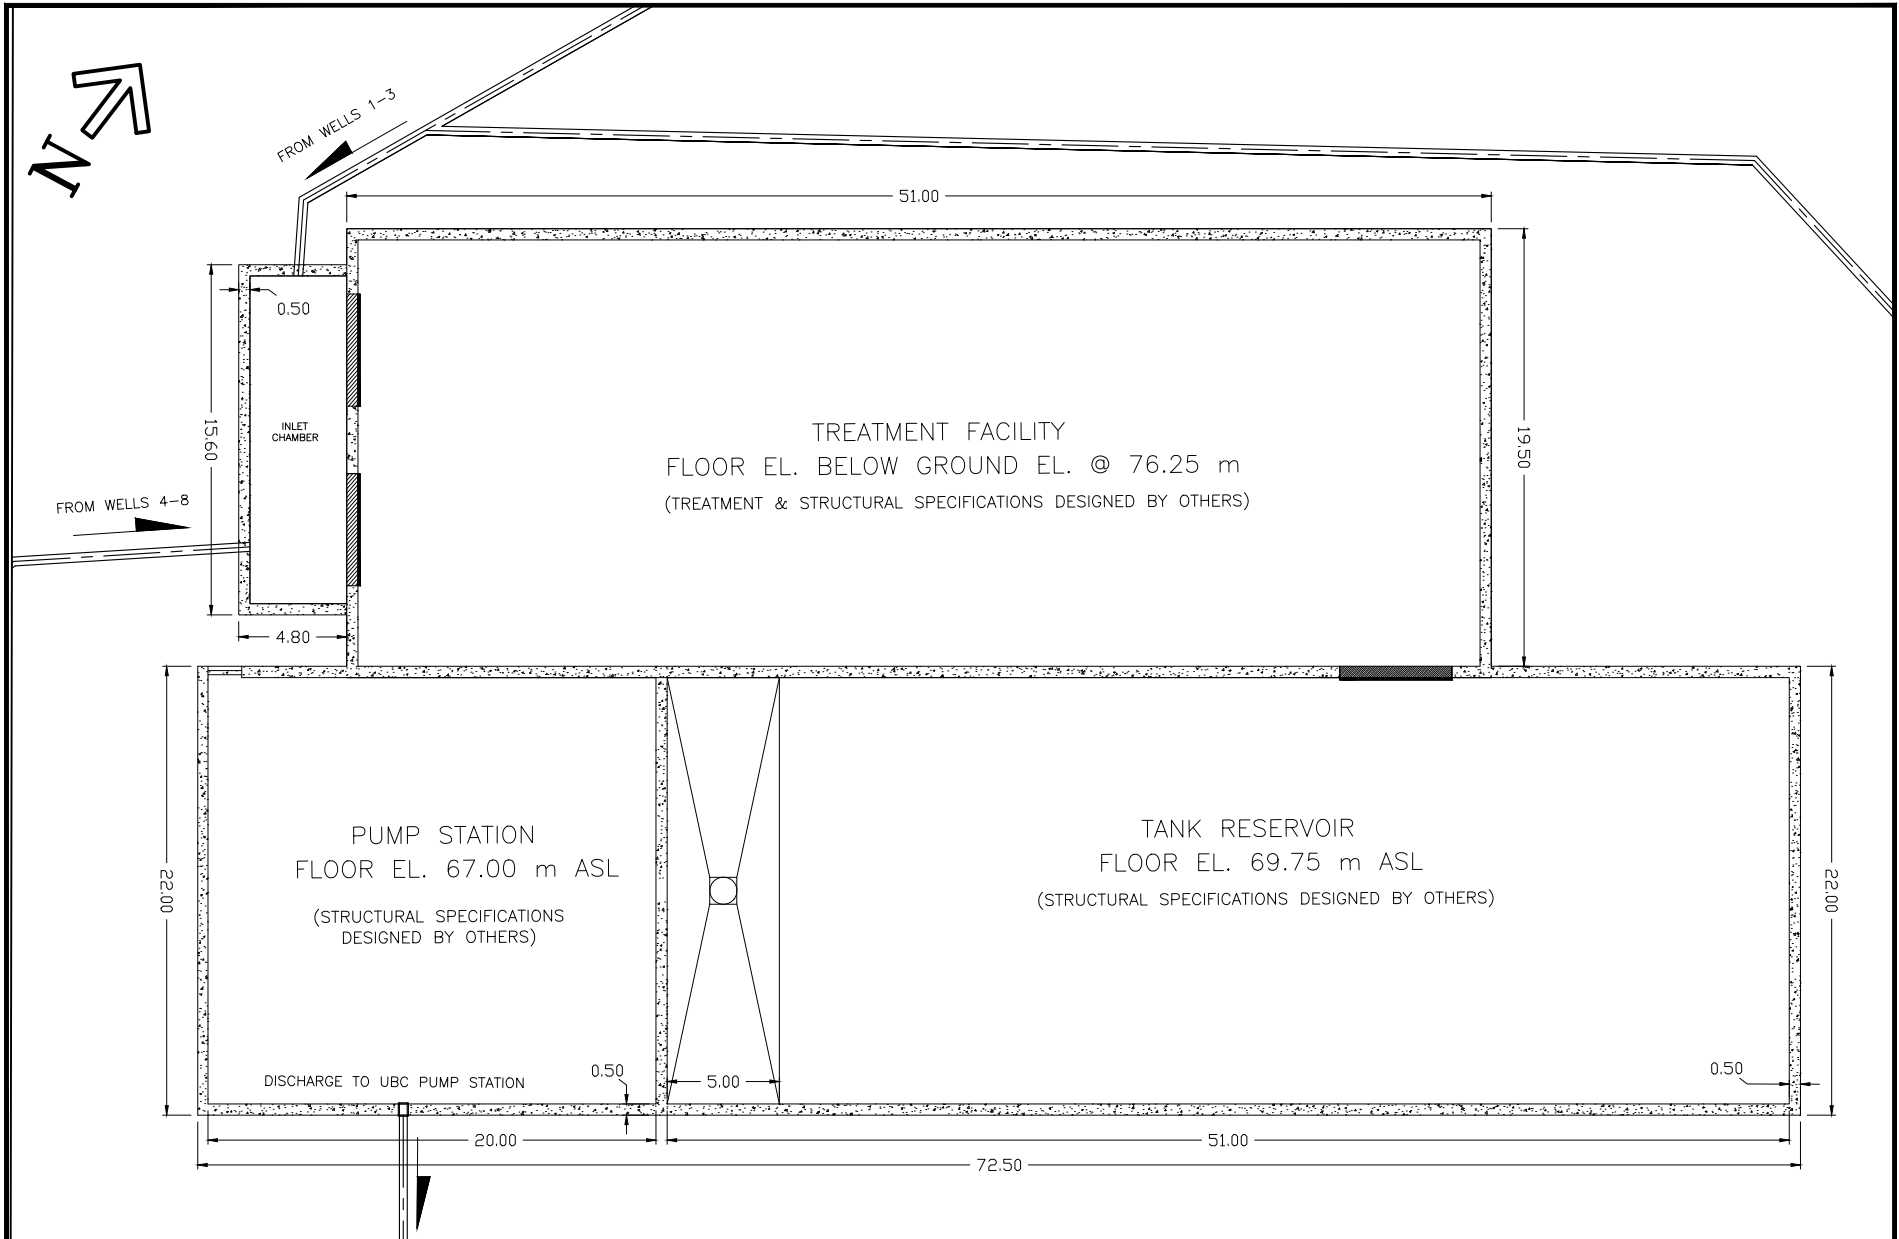 N
FROM WELLS 1-3
51.00
0.50
15.60
INLET
CHAMBER
19.50
TREATMENT FACILITY
FLOOR EL. BELOW GROUND EL. @ 76.25 m
(TREATMENT & STRUCTURAL SPECIFICATIONS DESIGNED BY OTHERS)
FROM WELLS 4-8
4.80
22.00
PUMP STATION
FLOOR EL. 67.00 m ASL
(STRUCTURAL SPECIFICATIONS
DESIGNED BY OTHERS)
TANK RESERVOIR
FLOOR EL. 69.75 m ASL
(STRUCTURAL SPECIFICATIONS DESIGNED BY OTHERS)
22.00
DISCHARGE TO UBC PUMP STATION
0.50
5.00
0.50
20.00
51.00
72.50